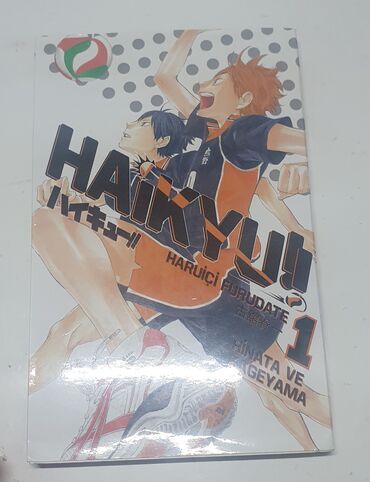 HAIKYU!!
ハイキュー!!
HARUİÇİ FURUDATE
1
HİNATA VE
KAGEYAMA